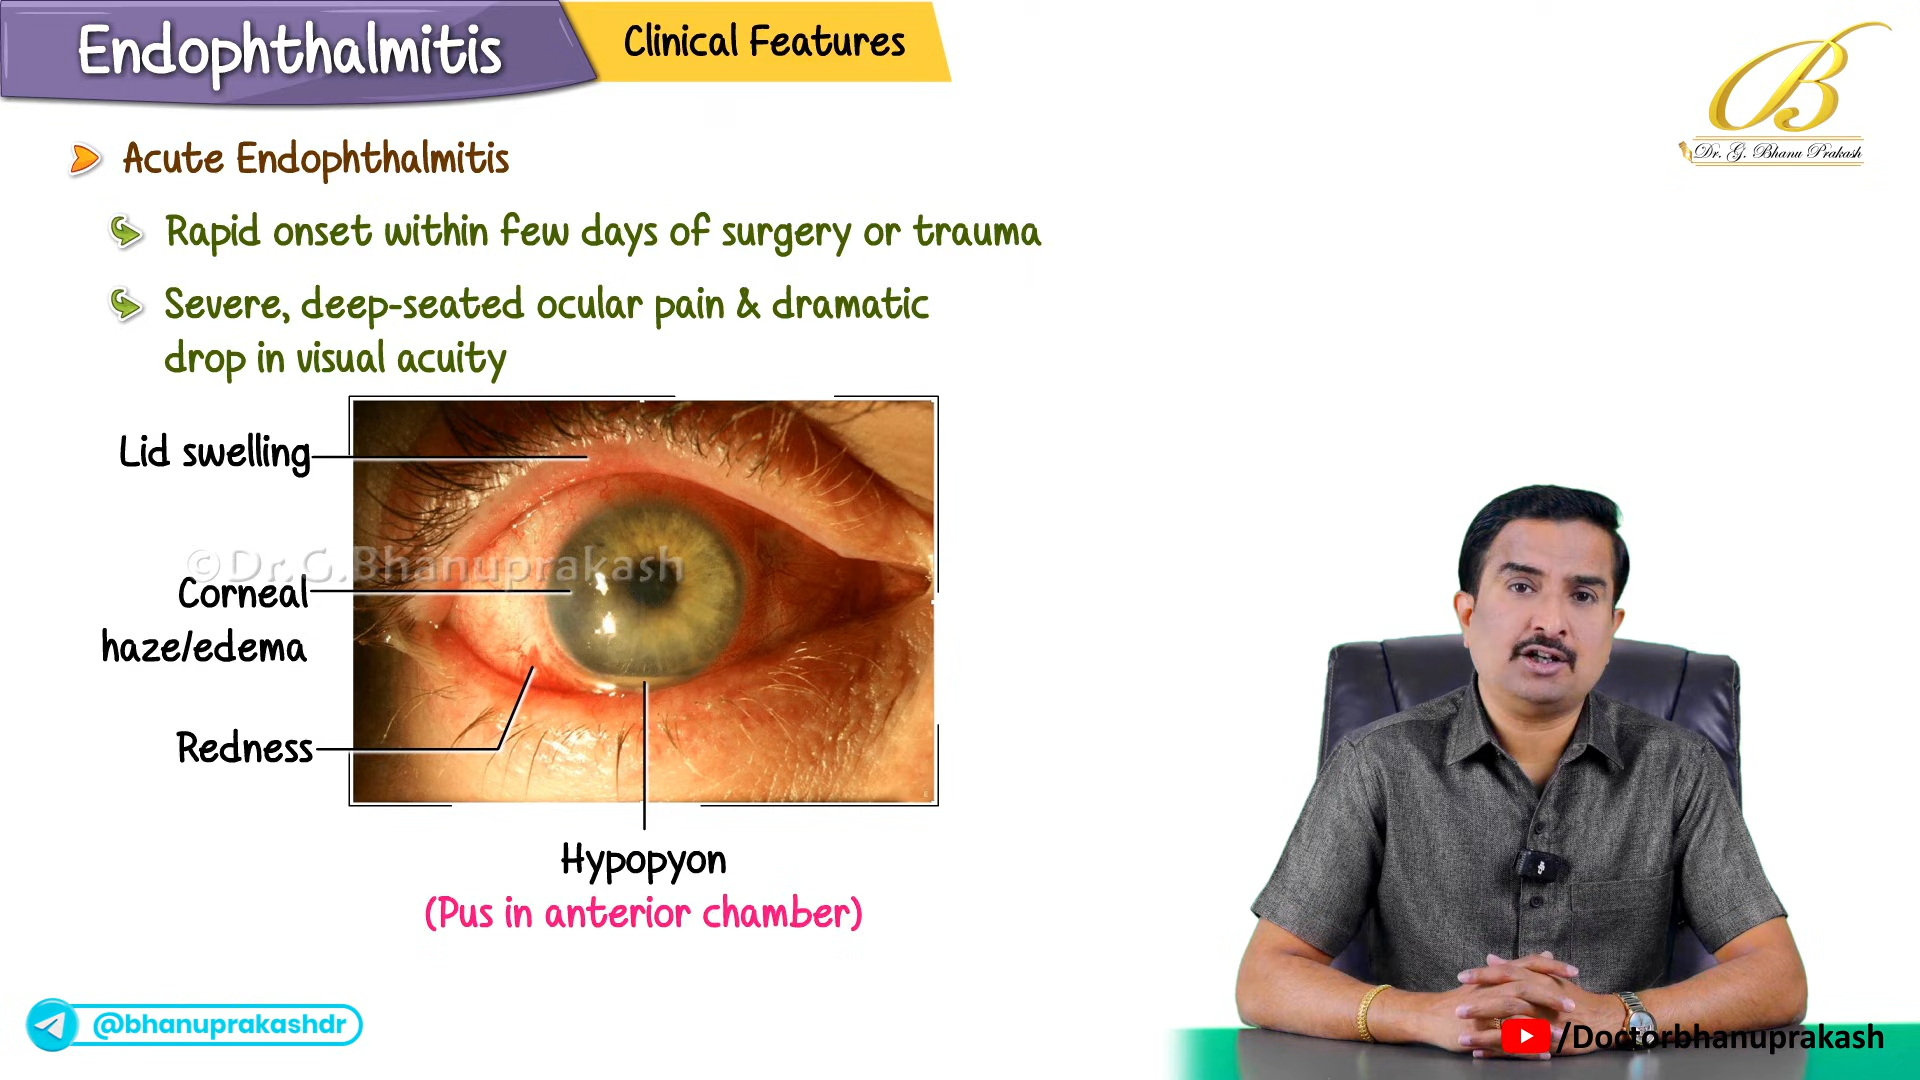 Endophthalmitis
Clinical Features
B
Dr. G. Bhanu Prakash
Acute Endophthalmitis
Rapid onset within few days of surgery or trauma
Severe, deep-seated ocular pain & dramatic
drop in visual acuity
Lid swelling
©Dr.G.Bhanuprakash
Corneal
haze/edema
Redness
Hypopyon
(Pus in anterior chamber)
@bhanuprakashdr
/Doctorbhanuprakash